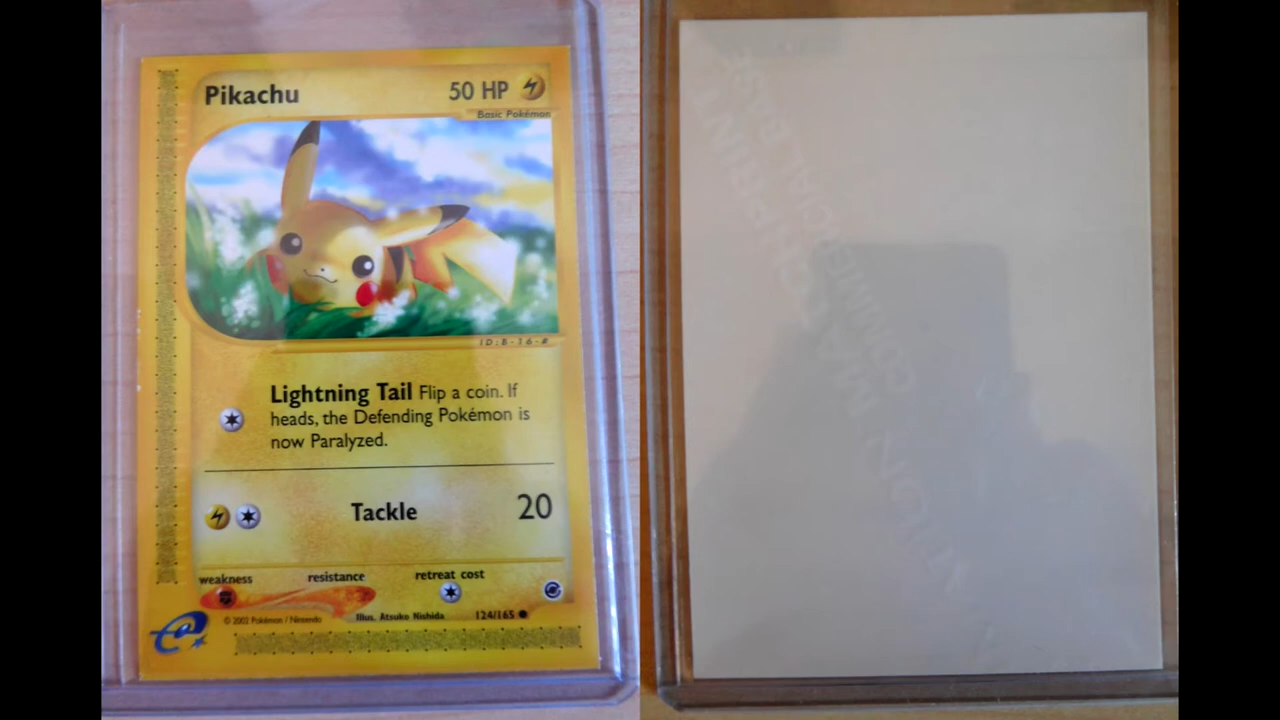 Pikachu 50 HP
Basic Pokémon
ID:B-16-#
Lightning Tail Flip a coin. If
heads, the Defending Pokémon is
now Paralyzed.
Tackle 20
weakness resistance retreat cost
© 2002 Pokémon / Nintendo Illus. Atsuko Nishida 124/165
e